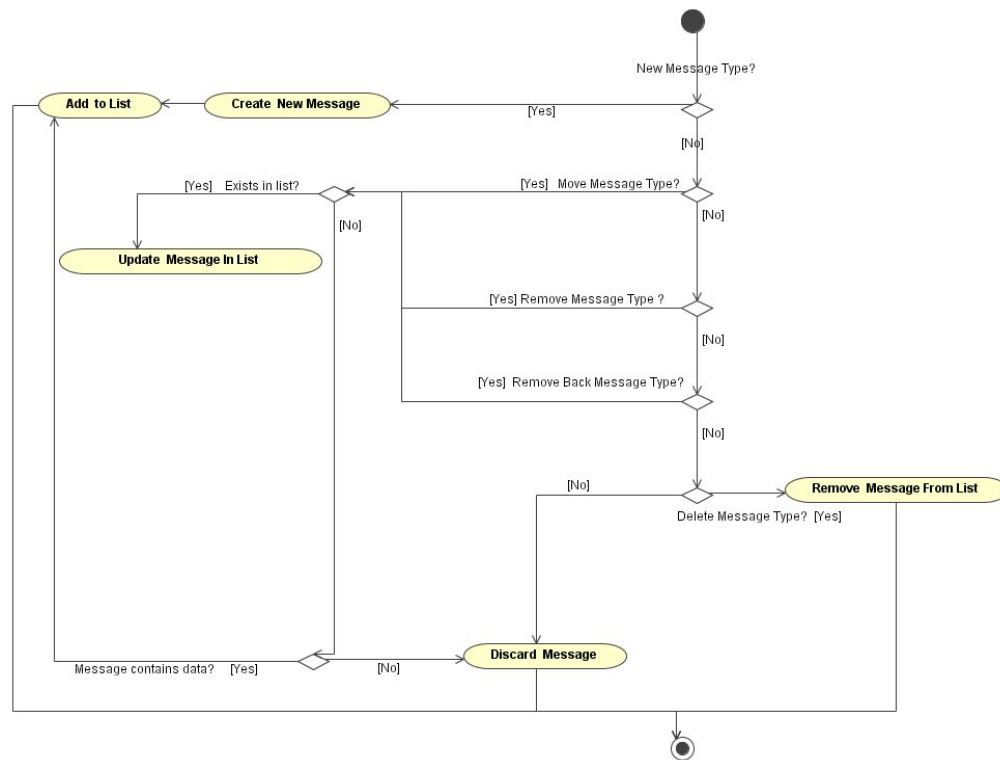 New Message Type?
Add to List
Create New Message
[Yes]
[No]
[Yes] Exists in list?
[Yes] Move Message Type?
[No]
[No]
Update Message In List
[Yes] Remove Message Type ?
[No]
[Yes] Remove Back Message Type?
[No]
[No]
Remove Message From List
Delete Message Type? [Yes]
Discard Message
Message contains data? [Yes]
[No]